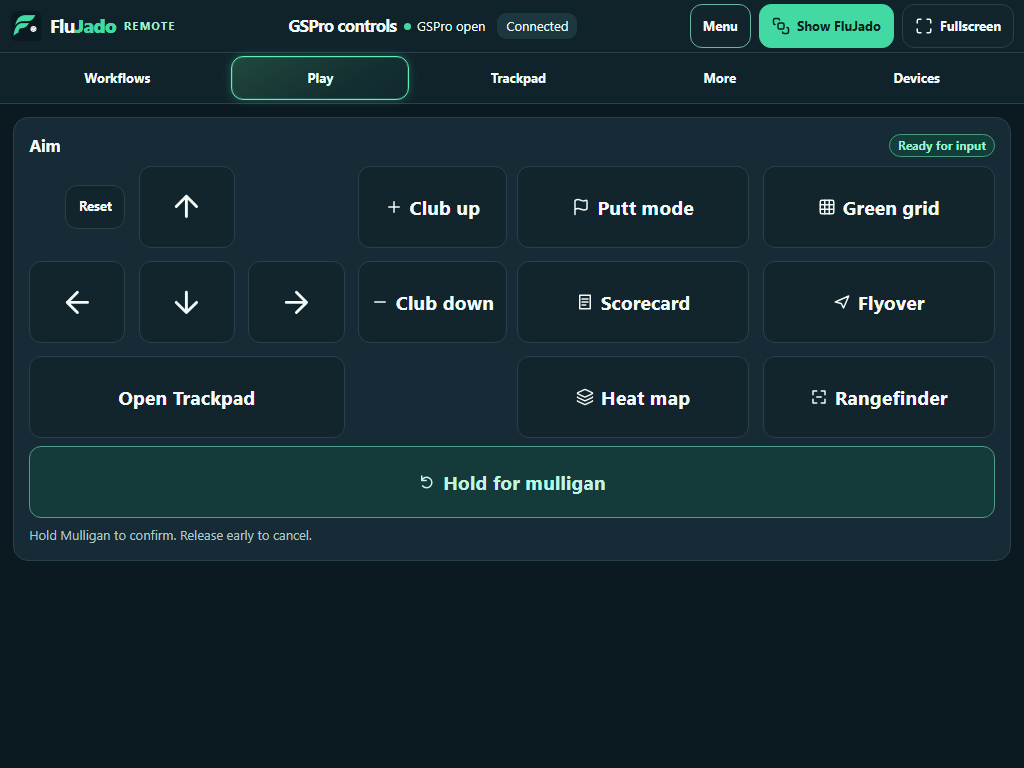 FluJado REMOTE
GSPro controls GSPro open Connected
Menu Show FluJado Fullscreen
Workflows Play Trackpad More Devices
Aim Ready for input
Reset Club up Putt mode Green grid
Club down Scorecard Flyover
Open Trackpad Heat map Rangefinder
Hold for mulligan
Hold Mulligan to confirm. Release early to cancel.